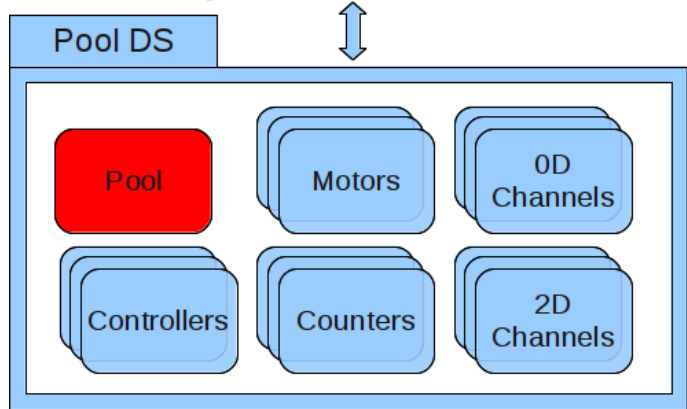 Pool DS
Pool
Motors
0D
Channels
Controllers
Counters
2D
Channels